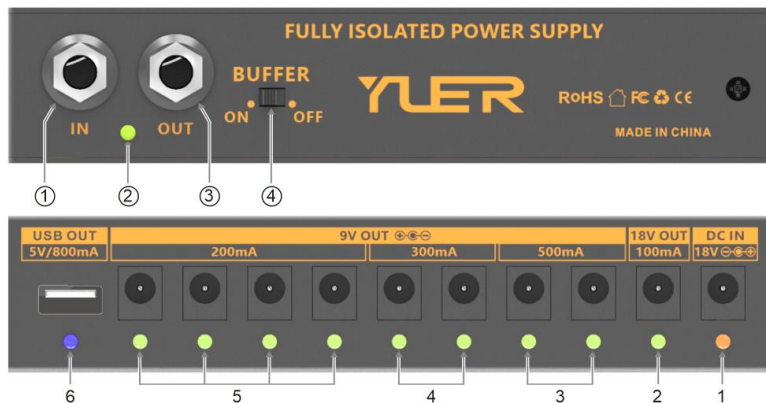 FULLY ISOLATED POWER SUPPLY
BUFFER
YUER
RoHS FC CE
IN
OUT
ON
OFF
MADE IN CHINA
① ② ③ ④
USB OUT
9V OUT
18V OUT
DC IN
5V/800mA
200mA
300mA
500mA
100mA
18V
6 5 4 3 2 1